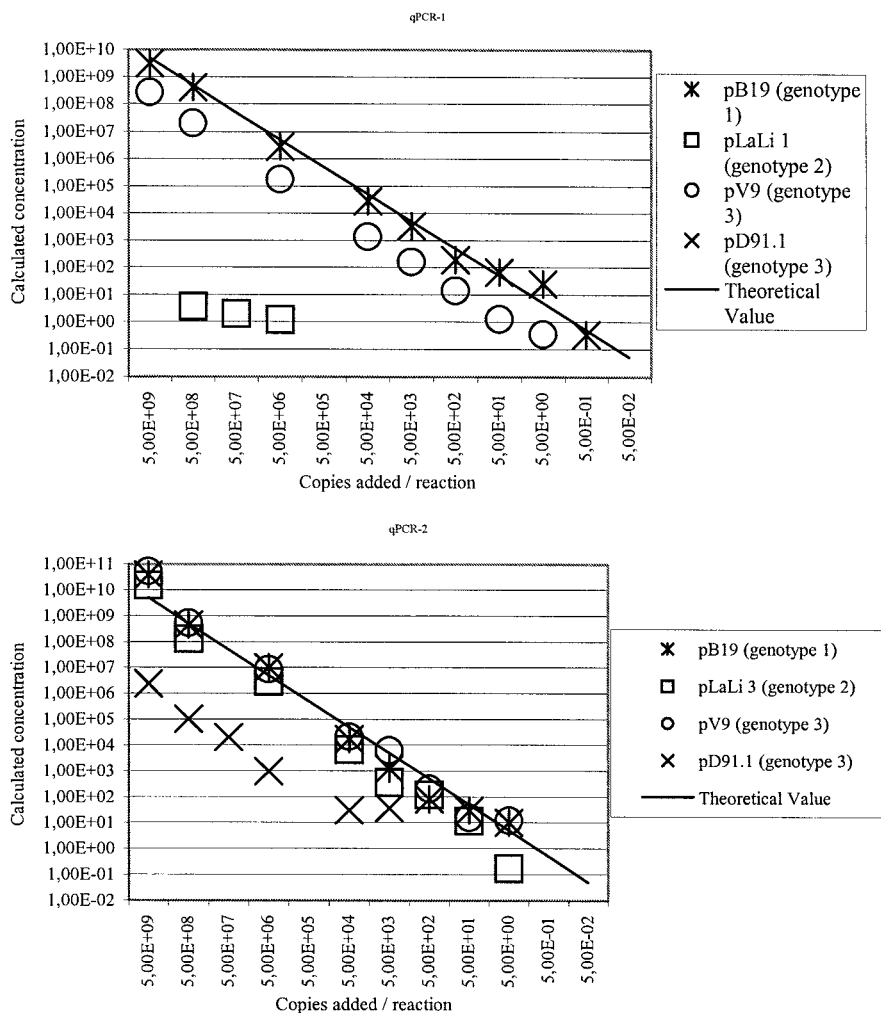 qPCR-1
1,00E+10
1,00E+09
1,00E+08
1,00E+07
1,00E+06
1,00E+05
1,00E+04
1,00E+03
1,00E+02
1,00E+01
1,00E+00
1,00E-01
1,00E-02
Calculated concentration
5,00E+09
5,00E+08
5,00E+07
5,00E+06
5,00E+05
5,00E+04
5,00E+03
5,00E+02
5,00E+01
5,00E+00
5,00E-01
5,00E-02
Copies added / reaction
pB19 (genotype
1)
pLaLi 1
(genotype 2)
pV9 (genotype
3)
pD91.1
(genotype 3)
Theoretical
Value
qPCR-2
1,00E+11
1,00E+10
1,00E+09
1,00E+08
1,00E+07
1,00E+06
1,00E+05
1,00E+04
1,00E+03
1,00E+02
1,00E+01
1,00E+00
1,00E-01
1,00E-02
Calculated concentration
5,00E+09
5,00E+08
5,00E+07
5,00E+06
5,00E+05
5,00E+04
5,00E+03
5,00E+02
5,00E+01
5,00E+00
5,00E-01
5,00E-02
Copies added / reaction
pB19 (genotype 1)
pLaLi 3 (genotype 2)
pV9 (genotype 3)
pD91.1 (genotype 3)
Theoretical Value